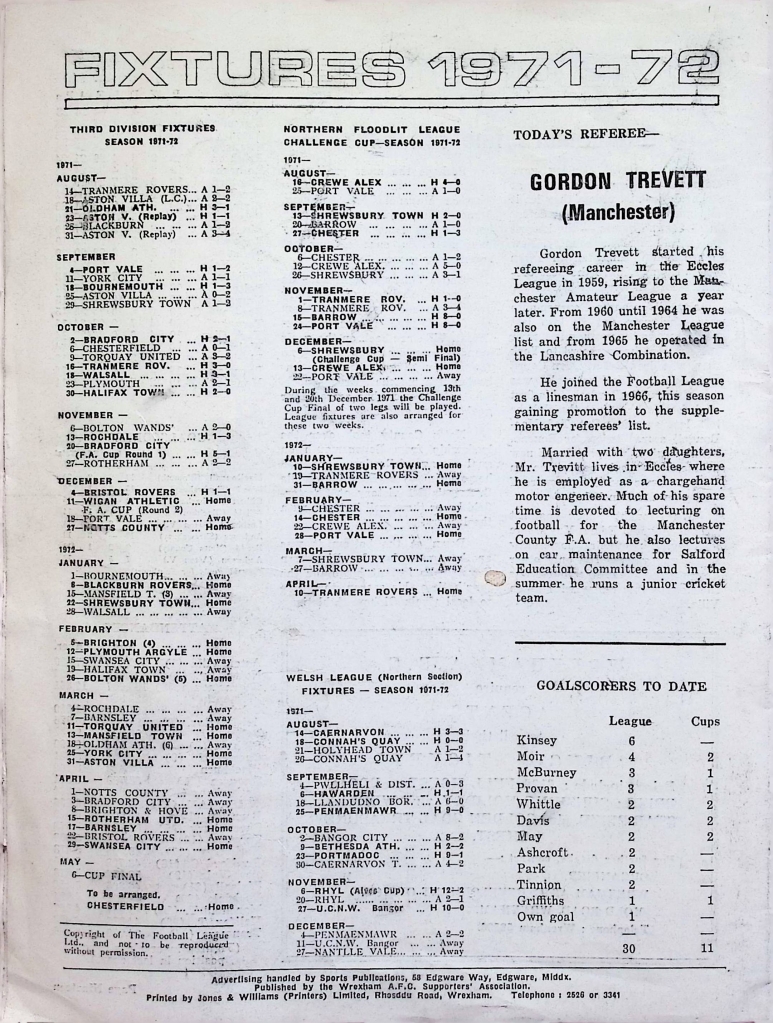 FIXTURES 1971-72
THIRD DIVISION FIXTURES
SEASON 1971-72
1971—
AUGUST—
14—TRANMERE ROVERS... A 1—2
18—ASTON VILLA (L.C.)... A 2—2
21—OLDHAM ATH. ... ... H 3—1
23—ASTON V. (Replay) ... H 1—1
28—BLACKBURN ... ... ... A 1—2
31—ASTON V. (Replay) ... A 3—4
SEPTEMBER
4—PORT VALE ... ... ... H 1—2
11—YORK CITY ... ... ... A 1—1
18—BOURNEMOUTH ... ... H 1—3
25—ASTON VILLA ... ... A 0—2
29—SHREWSBURY TOWN A 1—3
OCTOBER —
2—BRADFORD CITY ... H 2—1
6—CHESTERFIELD ... ... A 0—1
9—TORQUAY UNITED ... A 3—2
16—TRANMERE ROV. ... H 3—0
18—WALSALL ... ... ... ... H 3—1
23—PLYMOUTH ... ... ... A 2—1
30—HALIFAX TOWN ... ... H 2—0
NOVEMBER —
6—BOLTON WANDS' ... A 2—0
13—ROCHDALE ... ... ... H 1—3
20—BRADFORD CITY
(F.A. Cup Round 1) ... H 5—1
27—ROTHERHAM ... ... A 2—2
DECEMBER —
4—BRISTOL ROVERS ... H 1—1
11—WIGAN ATHLETIC ... Home
F. A. CUP (Round 2)
18—PORT VALE ... ... ... Away
27—NOTTS COUNTY ... ... Home
1972—
JANUARY —
1—BOURNEMOUTH... ... Away
8—BLACKBURN ROVERS... Home
15—MANSFIELD T. (3) ... Away
22—SHREWSBURY TOWN... Home
28—WALSALL ... ... ... ... Away
FEBRUARY —
5—BRIGHTON (4) ... ... Home
12—PLYMOUTH ARGYLE ... Home
15—SWANSEA CITY ... ... Away
19—HALIFAX TOWN ... ... Away
26—BOLTON WANDS' (5) ... Home
MARCH —
4—ROCHDALE ... ... ... Away
7—BARNSLEY ... ... ... Away
11—TORQUAY UNITED ... Home
13—MANSFIELD TOWN ... Home
18—OLDHAM ATH. (6) ... Away
25—YORK CITY ... ... ... Home
31—ASTON VILLA ... ... Home
APRIL —
1—NOTTS COUNTY ... Away
3—BRADFORD CITY ... ... Away
8—BRIGHTON & HOVE ... Away
15—ROTHERHAM UTD. ... Home
17—BARNSLEY ... ... ... Home
22—BRISTOL ROVERS ... Away
29—SWANSEA CITY ... ... Home
MAY —
6—CUP FINAL
To be arranged,
CHESTERFIELD ... ... Home
Copyright of The Football League
Ltd., and not to be reproduced
without permission.
NORTHERN FLOODLIT LEAGUE
CHALLENGE CUP—SEASON 1971-72
1971—
AUGUST—
16—CREWE ALEX ... ... ... H 4—0
25—PORT VALE ... ... ... A 1—0
SEPTEMBER—
13—SHREWSBURY TOWN H 2—0
20—BARROW ... ... ... ... A 1—0
27—CHESTER ... ... ... ... H 1—3
OCTOBER—
6—CHESTER ... ... ... ... A 1—2
12—CREWE ALEX. ... ... ... A 5—0
26—SHREWSBURY ... ... ... A 3—1
NOVEMBER—
1—TRANMERE ROV. ... H 1—0
8—TRANMERE ROV. ... A 3—4
15—BARROW ... ... ... ... H 8—0
24—PORT VALE ... ... ... H 8—0
DECEMBER—
6—SHREWSBURY ... ... Home
(Challenge Cup — Semi Final)
13—CREWE ALEX. ... ... Home
22—PORT VALE ... ... ... Away
During the weeks commencing 13th
and 20th December 1971 the Challenge
Cup Final of two legs will be played.
League fixtures are also arranged for
these two weeks.
1972—
JANUARY—
10—SHREWSBURY TOWN... Home
19—TRANMERE ROVERS ... Away
31—BARROW ... ... ... ... Home
FEBRUARY—
9—CHESTER ... ... ... ... Away
14—CHESTER ... ... ... ... Home
22—CREWE ALEX. ... ... Away
28—PORT VALE ... ... ... Home
MARCH—
7—SHREWSBURY TOWN... Away
27—BARROW ... ... ... ... Away
APRIL—
10—TRANMERE ROVERS ... Home
WELSH LEAGUE (Northern Section)
FIXTURES — SEASON 1971-72
1971—
AUGUST—
14—CAERNARVON ... ... H 3—3
18—CONNAH'S QUAY ... H 0—0
21—HOLYHEAD TOWN A 1—2
26—CONNAH'S QUAY A 1—4
SEPTEMBER—
4—PWLLHELI & DIST. ... A 0—3
6—HAWARDEN ... ... ... H 1—1
18—LLANDUDNO BOR. ... A 6—0
25—PENMAENMAWR ... H 9—0
OCTOBER—
2—BANGOR CITY ... ... A 8—2
9—BETHESDA ATH. ... H 2—2
23—PORTMADOC ... ... H 0—1
30—CAERNARVON T. ... A 4—2
NOVEMBER—
6—RHYL (Alves Cup) ... H 12—2
20—RHYL ... ... ... ... A 2—1
27—U.C.N.W. Bangor ... H 10—0
DECEMBER—
4—PENMAENMAWR ... A 2—2
11—U.C.N.W. Bangor ... Away
27—NANTLLE VALE... ... Away
TODAY'S REFEREE—
GORDON TREVETT
(Manchester)
Gordon Trevett started his
refereeing career in the Eccles
League in 1959, rising to the Man-
chester Amateur League a year
later. From 1960 until 1964 he was
also on the Manchester League
list and from 1965 he operated in
the Lancashire Combination.
He joined the Football League
as a linesman in 1966, this season
gaining promotion to the supple-
mentary referees' list.
Married with two daughters,
Mr. Trevitt lives in Eccles where
he is employed as a chargehand
motor engeneer. Much of his spare
time is devoted to lecturing on
football for the Manchester
County F.A. but he also lectures
on car maintenance for Salford
Education Committee and in the
summer he runs a junior cricket
team.
GOALSCORERS TO DATE
League Cups
Kinsey 6 —
Moir 4 2
McBurney 3 1
Provan 3 1
Whittle 2 2
Davis 2 2
May 2 2
Ashcroft 2 —
Park 2 —
Tinnion 2 —
Griffiths 1 1
Own goal 1 —
30 11
Advertising handled by Sports Publications, 58 Edgware Way, Edgware, Middx.
Published by the Wrexham A.F.C. Supporters' Association.
Printed by Jones & Williams (Printers) Limited, Rhosddu Road, Wrexham. Telephone : 2526 or 3341